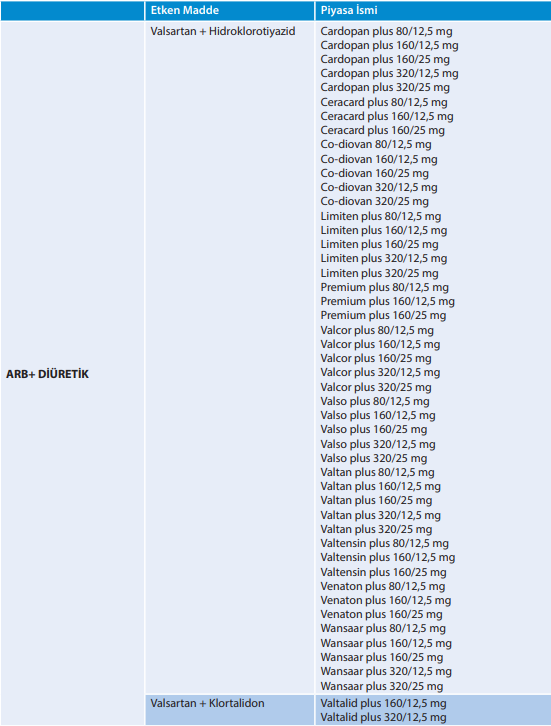 Etken Madde Piyasa İsmi
ARB+ DİÜRETİK
Valsartan + Hidroklorotiyazid Cardopan plus 80/12,5 mg
Cardopan plus 160/12,5 mg
Cardopan plus 160/25 mg
Cardopan plus 320/12,5 mg
Cardopan plus 320/25 mg
Ceracard plus 80/12,5 mg
Ceracard plus 160/12,5 mg
Ceracard plus 160/25 mg
Co-diovan 80/12,5 mg
Co-diovan 160/12,5 mg
Co-diovan 160/25 mg
Co-diovan 320/12,5 mg
Co-diovan 320/25 mg
Limiten plus 80/12,5 mg
Limiten plus 160/12,5 mg
Limiten plus 160/25 mg
Limiten plus 320/12,5 mg
Limiten plus 320/25 mg
Premium plus 80/12,5 mg
Premium plus 160/12,5 mg
Premium plus 160/25 mg
Valcor plus 80/12,5 mg
Valcor plus 160/12,5 mg
Valcor plus 160/25 mg
Valcor plus 320/12,5 mg
Valcor plus 320/25 mg
Valso plus 80/12,5 mg
Valso plus 160/12,5 mg
Valso plus 160/25 mg
Valso plus 320/12,5 mg
Valso plus 320/25 mg
Valtan plus 80/12,5 mg
Valtan plus 160/12,5 mg
Valtan plus 160/25 mg
Valtan plus 320/12,5 mg
Valtan plus 320/25 mg
Valtensin plus 80/12,5 mg
Valtensin plus 160/12,5 mg
Valtensin plus 160/25 mg
Venaton plus 80/12,5 mg
Venaton plus 160/12,5 mg
Venaton plus 160/25 mg
Wansaar plus 80/12,5 mg
Wansaar plus 160/12,5 mg
Wansaar plus 160/25 mg
Wansaar plus 320/12,5 mg
Wansaar plus 320/25 mg
Valsartan + Klortalidon Valtalid plus 160/12,5 mg
Valtalid plus 320/12,5 mg